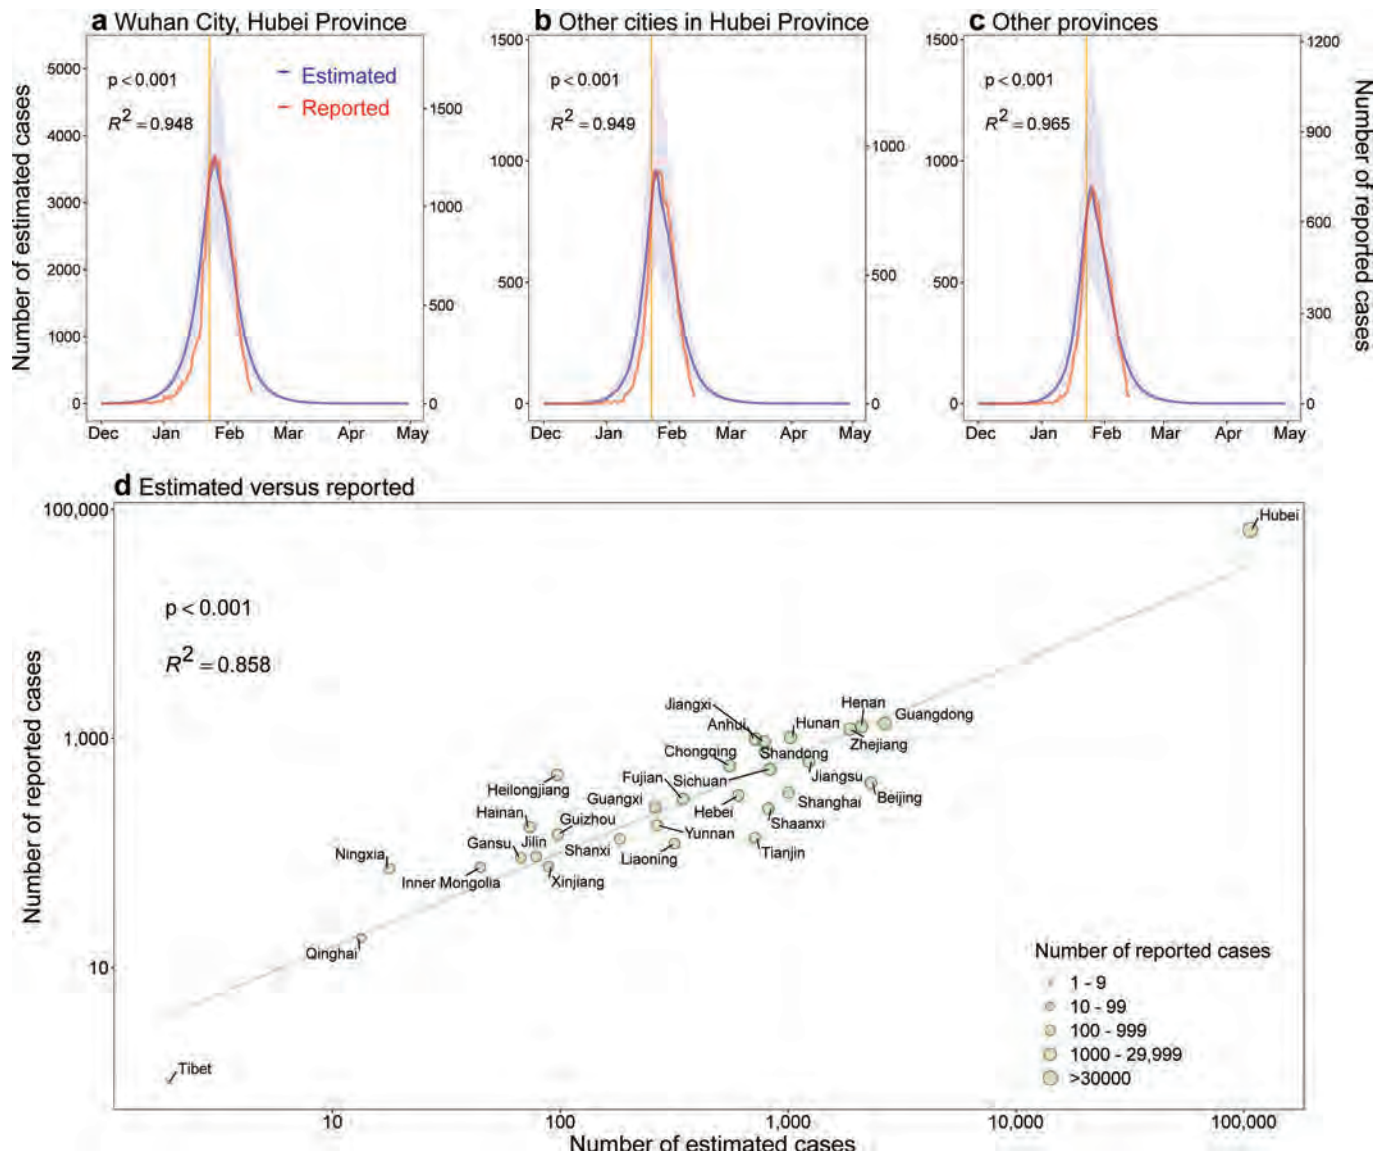 a Wuhan City, Hubei Province
b Other cities in Hubei Province
c Other provinces
Number of estimated cases
5000
4000
3000
2000
1000
0
p < 0.001
R² = 0.948
Estimated
Reported
1500
1000
500
0
Dec Jan Feb Mar Apr May
1500
1000
500
0
p < 0.001
R² = 0.949
1000
500
0
Dec Jan Feb Mar Apr May
1500
1000
500
0
p < 0.001
R² = 0.965
1200
900
600
300
0
Number of reported cases
Dec Jan Feb Mar Apr May
d Estimated versus reported
Number of reported cases
100,000
1,000
10
p < 0.001
R² = 0.858
Hubei
Jiangxi
Henan
Guangdong
Anhui
Hunan
Zhejiang
Chongqing
Shandong
Fujian
Sichuan
Jiangsu
Heilongjiang
Beijing
Guangxi
Hebei
Shanghai
Hainan
Guizhou
Shaanxi
Gansu
Jilin
Shanxi
Yunnan
Ningxia
Liaoning
Tianjin
Inner Mongolia
Xinjiang
Qinghai
Tibet
Number of reported cases
1 - 9
10 - 99
100 - 999
1000 - 29,999
>30000
10 100 1,000 10,000 100,000
Number of estimated cases